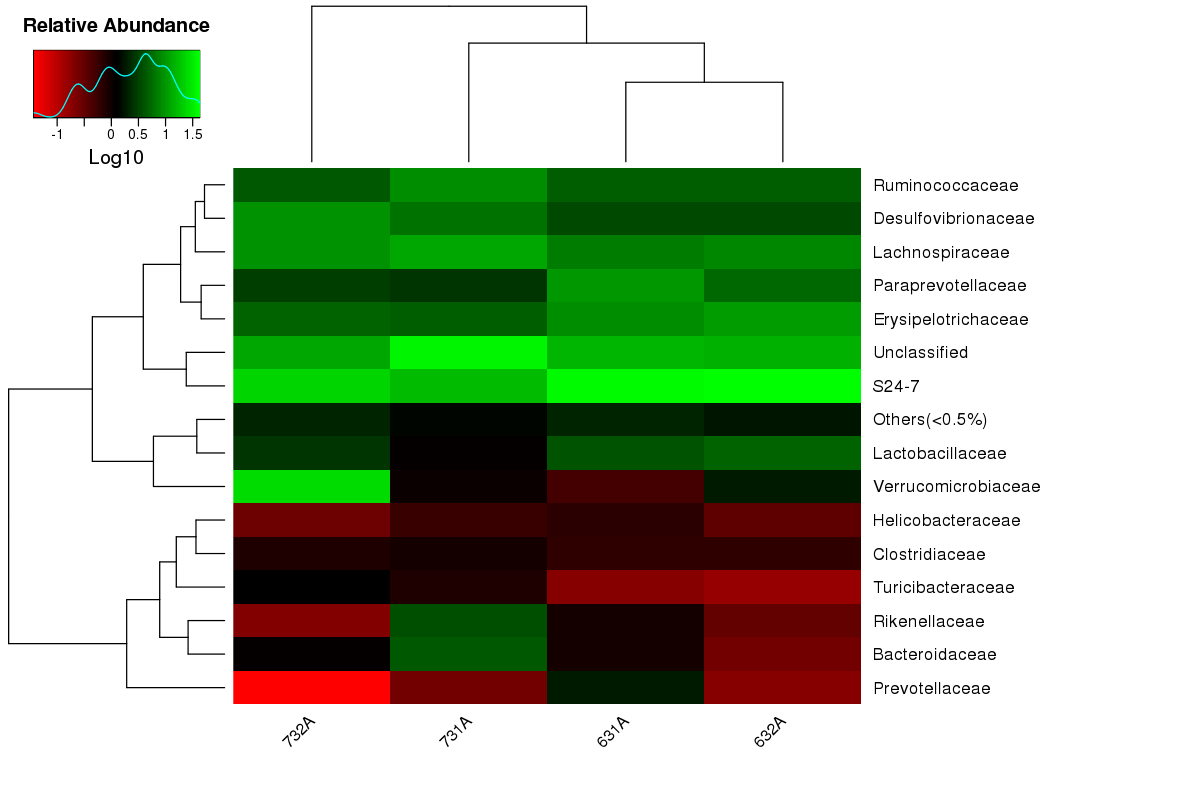 Relative Abundance
-1 0 0.5 1 1.5
Log10
Ruminococcaceae
Desulfovibrionaceae
Lachnospiraceae
Paraprevotellaceae
Erysipelotrichaceae
Unclassified
S24-7
Others(<0.5%)
Lactobacillaceae
Verrucomicrobiaceae
Helicobacteraceae
Clostridiaceae
Turicibacteraceae
Rikenellaceae
Bacteroidaceae
Prevotellaceae
732A 731A 631A 632A